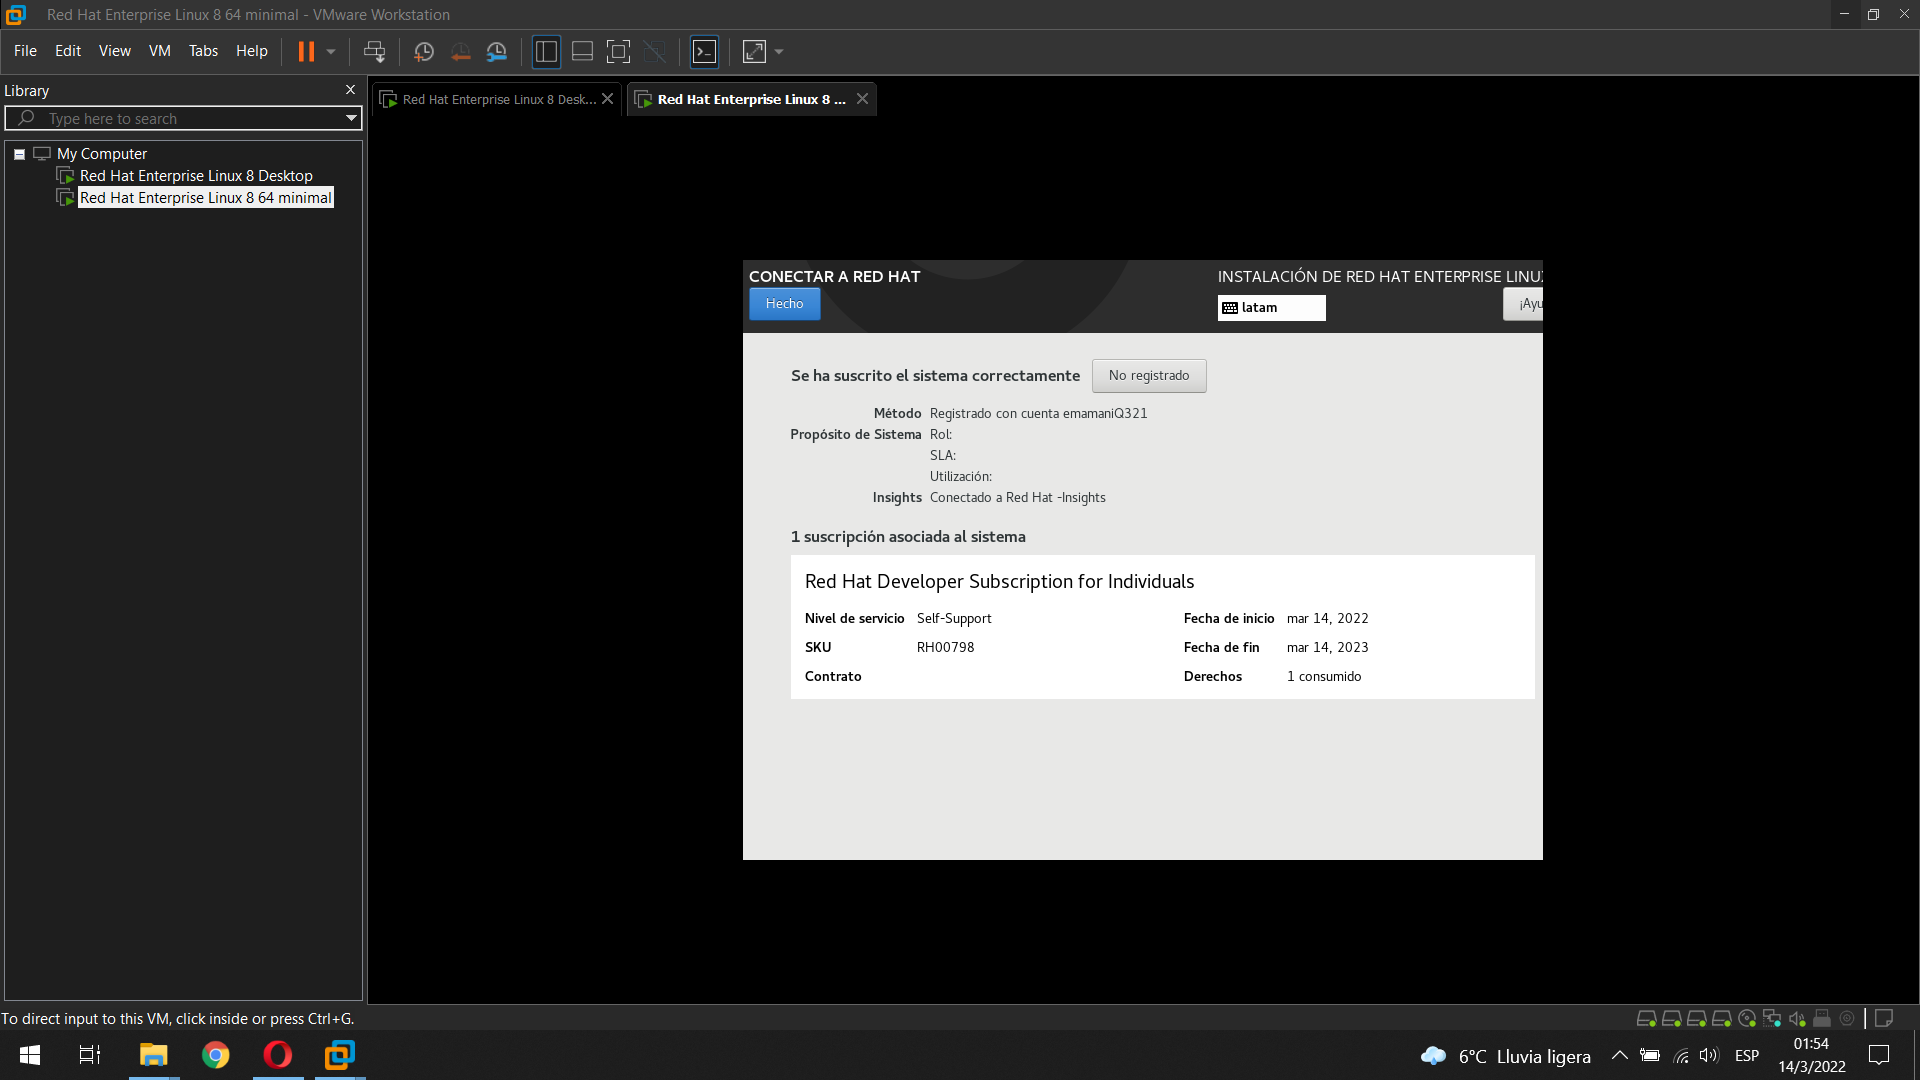 Red Hat Enterprise Linux 8 64 minimal - VMware Workstation
File Edit View VM Tabs Help
Library
Type here to search
My Computer
Red Hat Enterprise Linux 8 Desktop
Red Hat Enterprise Linux 8 64 minimal
Red Hat Enterprise Linux 8 Desk...
Red Hat Enterprise Linux 8 ...
CONECTAR A RED HAT
Hecho
INSTALACIÓN DE RED HAT ENTERPRISE LINU
latam
¡Ayu
Se ha suscrito el sistema correctamente
No registrado
Método Registrado con cuenta emamaniQ321
Propósito de Sistema Rol:
SLA:
Utilización:
Insights Conectado a Red Hat -Insights
1 suscripción asociada al sistema
Red Hat Developer Subscription for Individuals
Nivel de servicio Self-Support Fecha de inicio mar 14, 2022
SKU RH00798 Fecha de fin mar 14, 2023
Contrato Derechos 1 consumido
To direct input to this VM, click inside or press Ctrl+G.
6°C Lluvia ligera
ESP
01:54
14/3/2022